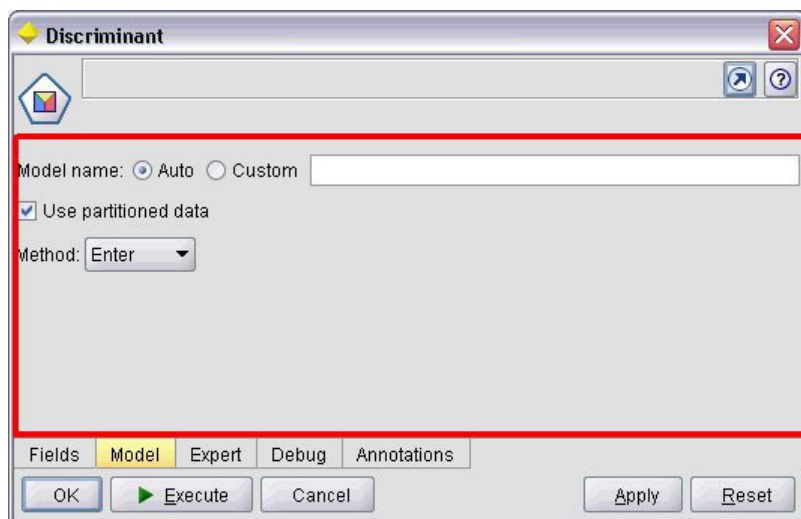 Discriminant
Model name: Auto Custom
Use partitioned data
Method: Enter
Fields Model Expert Debug Annotations
OK Execute Cancel Apply Reset